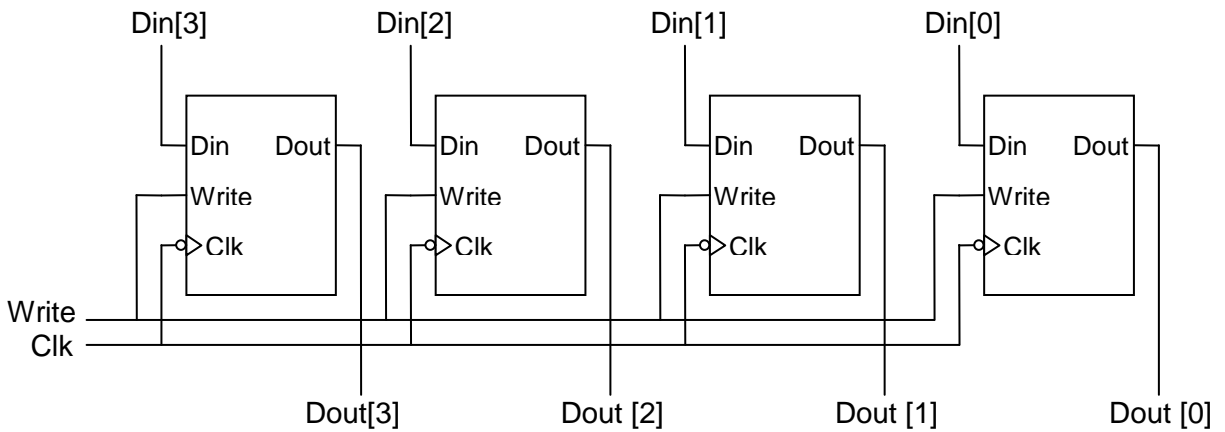 Din[3] Din[2] Din[1] Din[0]
Din Dout Din Dout Din Dout Din Dout
Write Write Write Write
Clk Clk Clk Clk
Write
Clk
Dout[3] Dout [2] Dout [1] Dout [0]